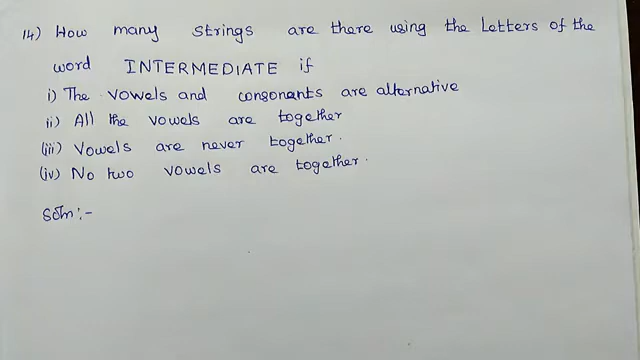 14) How many strings are there using the Letters of the
word INTERMEDIATE if
i) The vowels and consonants are alternative
ii) All the vowels are together
(iii) Vowels are never together.
(iv) No two vowels are together.
Soln:-